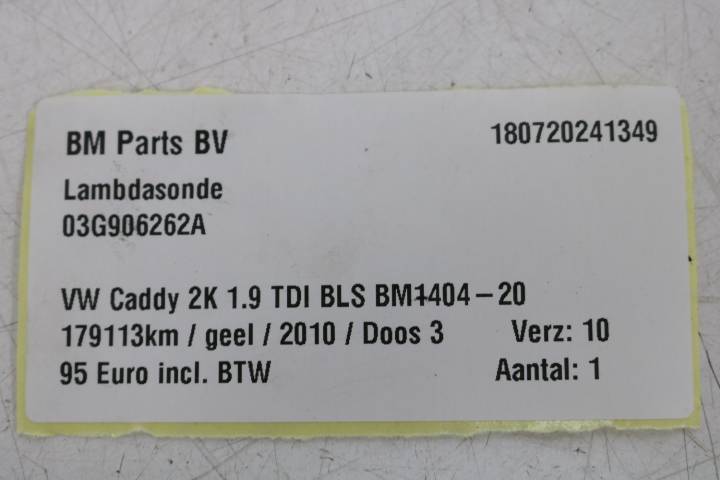 BM Parts BV 180720241349
Lambdasonde
03G906262A
VW Caddy 2K 1.9 TDI BLS BM1404-20
179113km / geel / 2010 / Doos 3 Verz: 10
95 Euro incl. BTW Aantal: 1